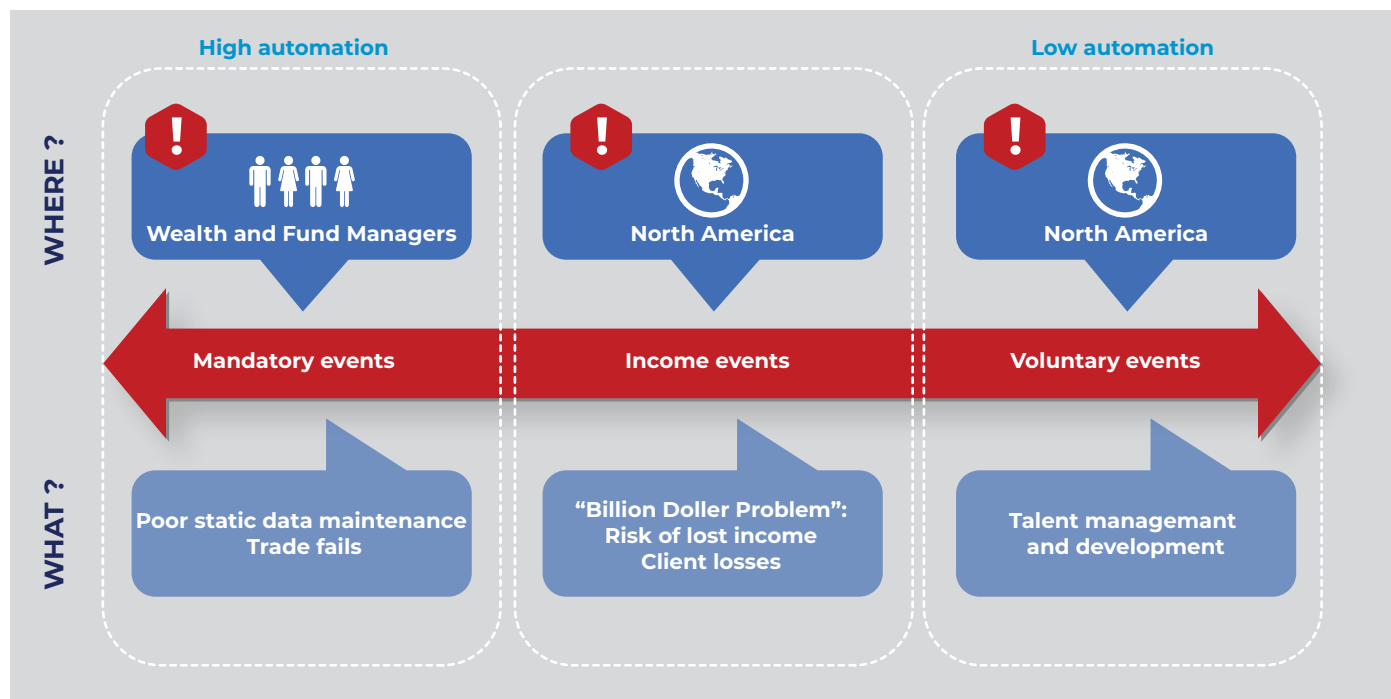 High automation
Low automation
WHERE ?
!
!
!
Wealth and Fund Managers
North America
North America
Mandatory events
Income events
Voluntary events
WHAT ?
Poor static data maintenance
Trade fails
“Billion Doller Problem”:
Risk of lost income
Client losses
Talent managemant
and development